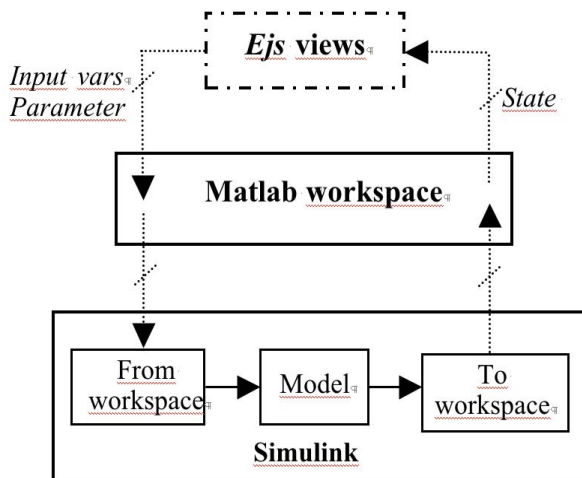 Ejs views
Input vars
Parameter
State
Matlab workspace
From
workspace
Model
To
workspace
Simulink